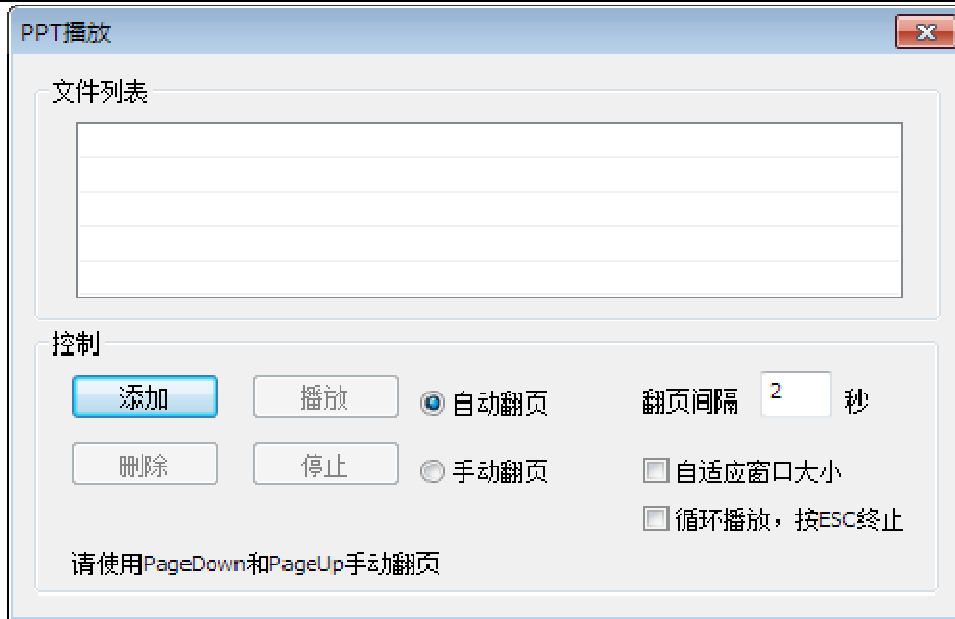 PPT播放
文件列表
控制
添加 播放 自动翻页 翻页间隔 2 秒
删除 停止 手动翻页 自适应窗口大小
循环播放，按ESC终止
请使用PageDown和PageUp手动翻页